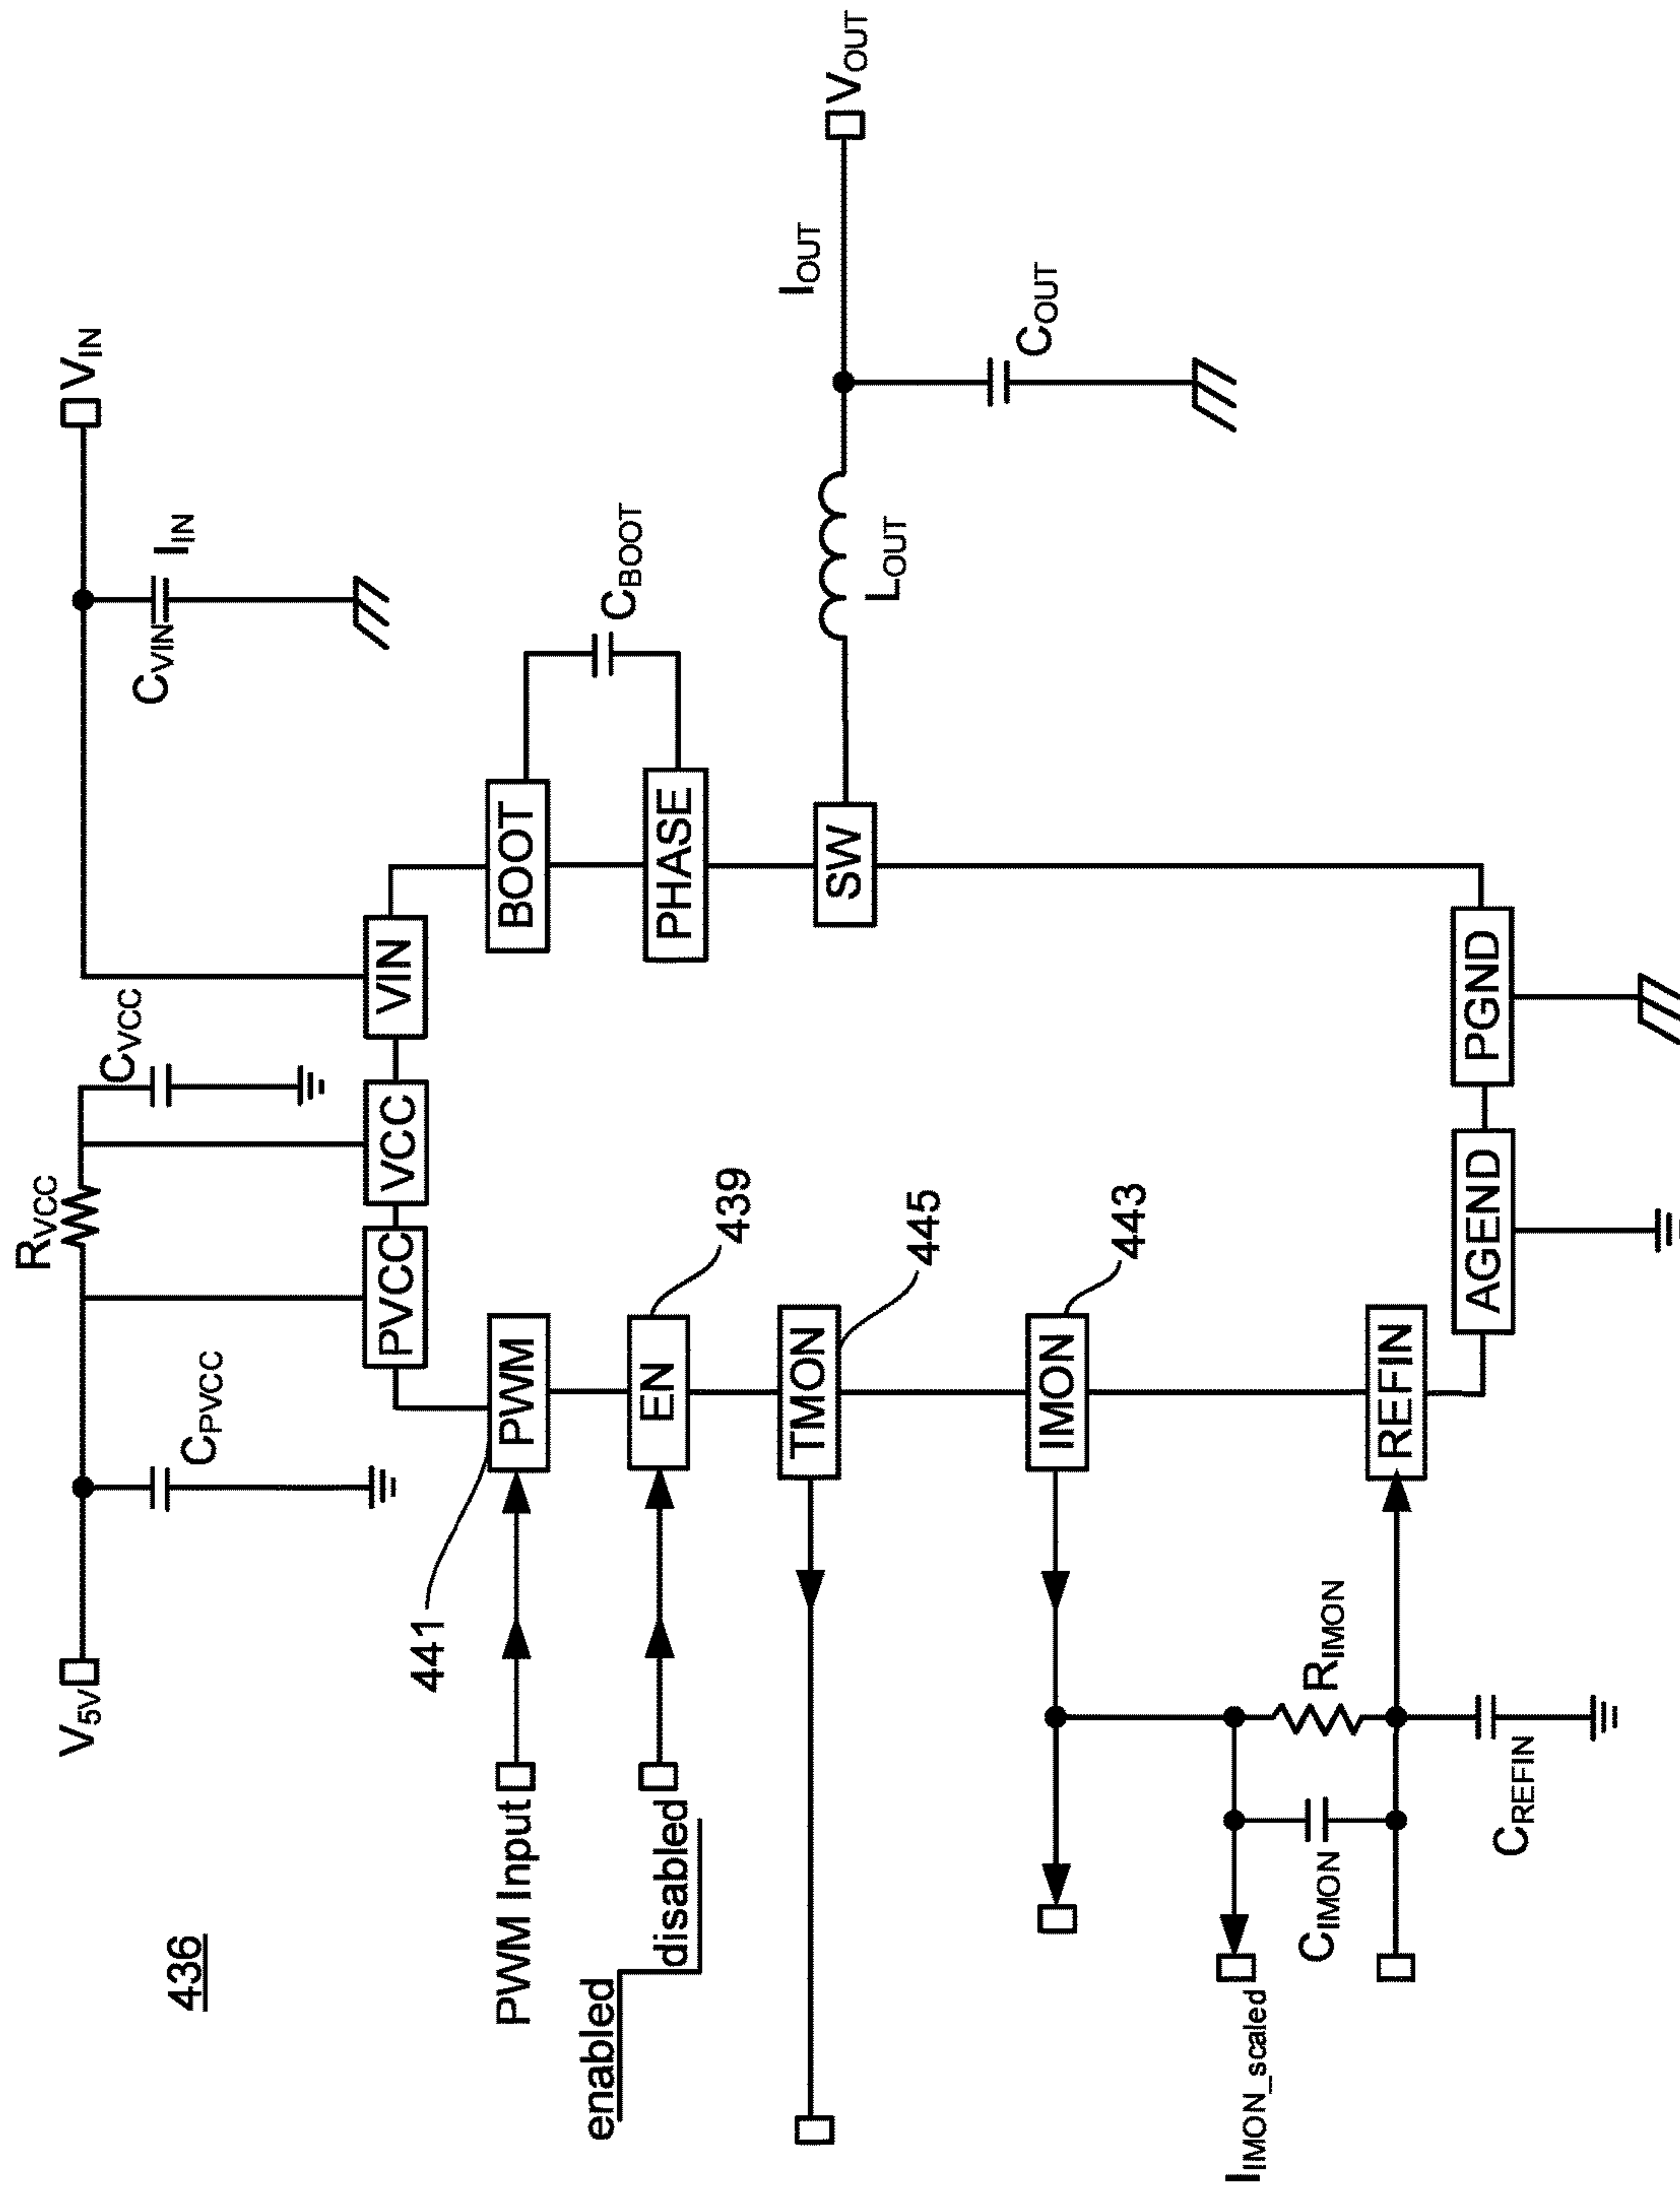 436
V5V
CPVCC
RVCC
CVCC
CVIN
IIN
VIN
PVCC
VCC
VIN
441
PWM Input
PWM
BOOT
CBOOT
enabled
disabled
EN
439
PHASE
TMON
445
SW
LOUT
IOUT
VOUT
COUT
IMON
443
IIMON_scaled
CIMON
RIMON
REFIN
CREFIN
AGEND
PGND